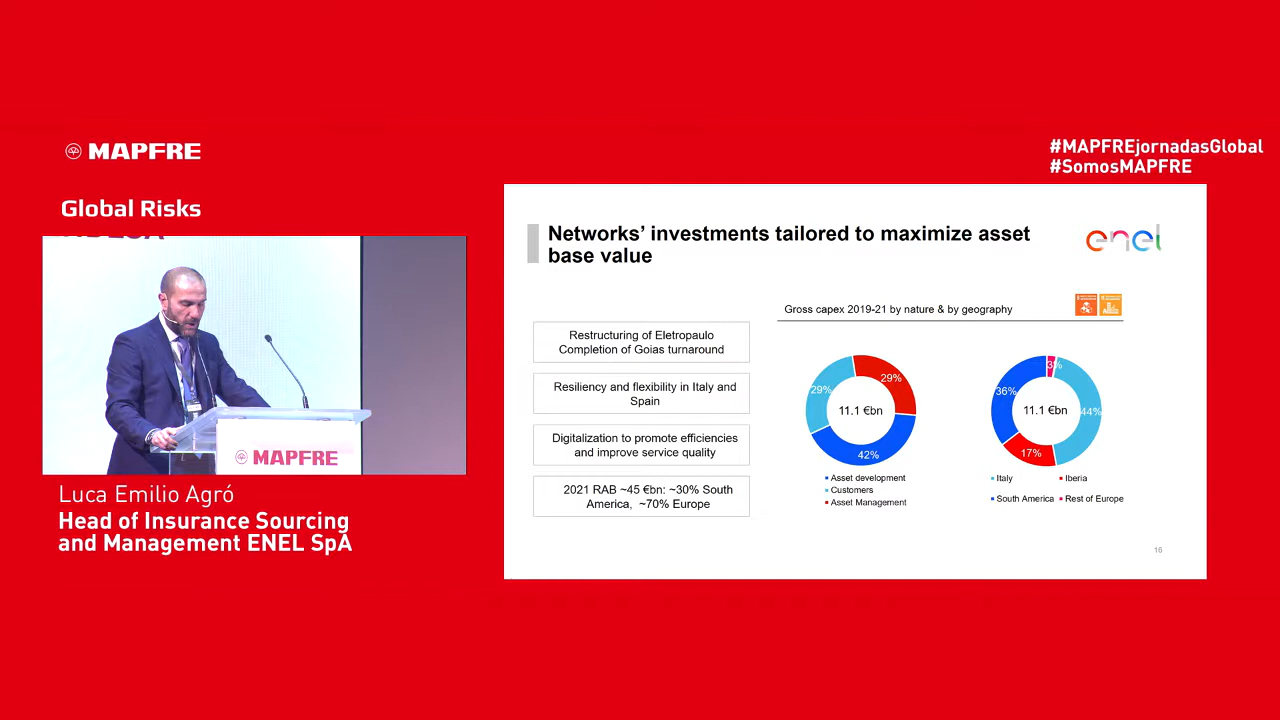 MAPFRE
#MAPFREjornadasGlobal
#SomosMAPFRE
Global Risks
MAPFRE
Luca Emilio Agró
Head of Insurance Sourcing
and Management ENEL SpA
Networks’ investments tailored to maximize asset
base value
enel
Restructuring of Eletropaulo
Completion of Goias turnaround
Resiliency and flexibility in Italy and
Spain
Digitalization to promote efficiencies
and improve service quality
2021 RAB ~45 €bn: ~30% South
America, ~70% Europe
Gross capex 2019-21 by nature & by geography
29%
29%
11.1 €bn
42%
Asset development
Customers
Asset Management
3%
36%
11.1 €bn
44%
17%
Italy
Iberia
South America
Rest of Europe
16